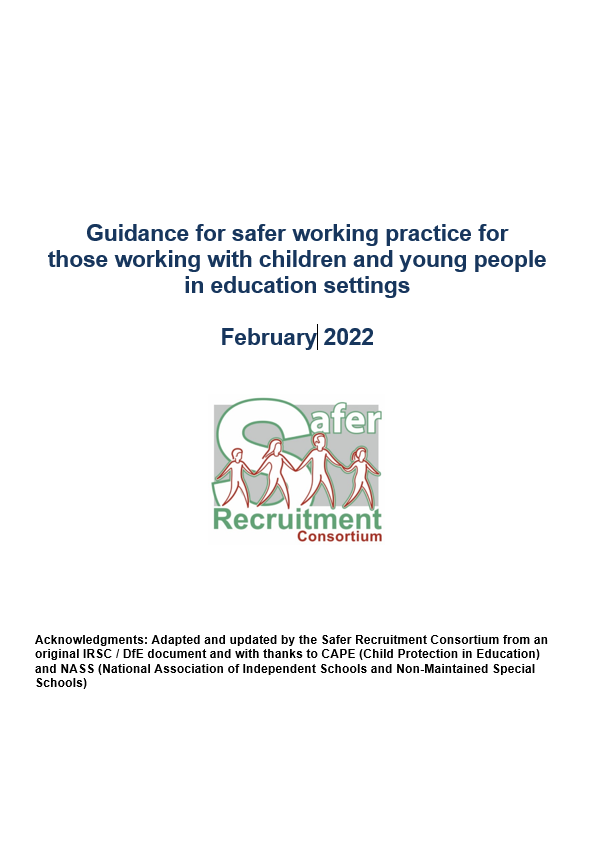 Guidance for safer working practice for
those working with children and young people
in education settings
February 2022
Safer
Recruitment
Consortium
Acknowledgments: Adapted and updated by the Safer Recruitment Consortium from an
original IRSC / DfE document and with thanks to CAPE (Child Protection in Education)
and NASS (National Association of Independent Schools and Non-Maintained Special
Schools)